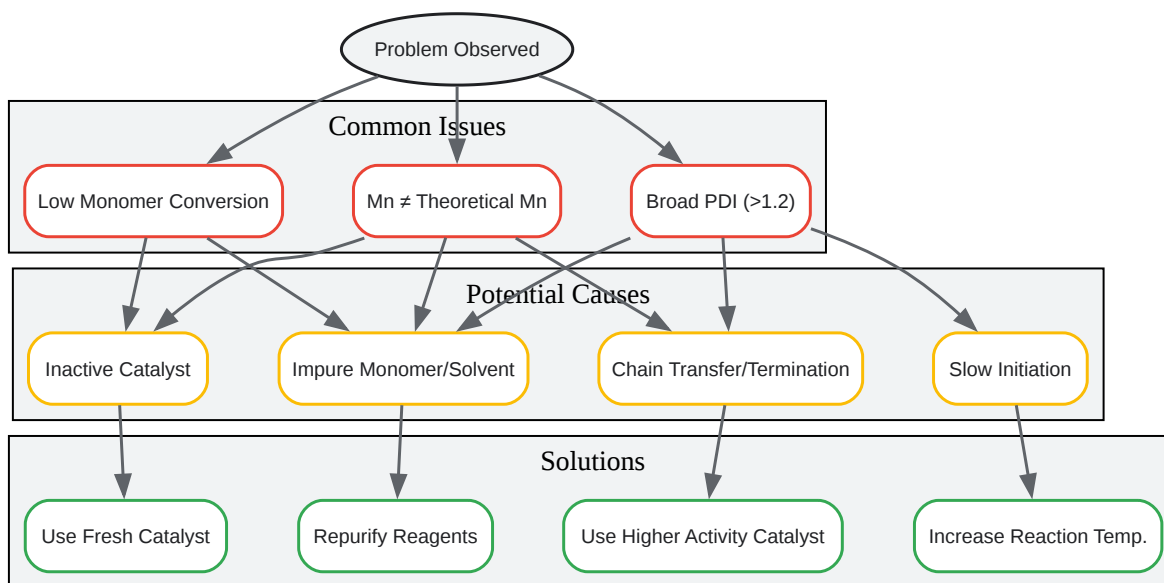 Problem Observed
Common Issues
Low Monomer Conversion
Mn ≠ Theoretical Mn
Broad PDI (>1.2)
Potential Causes
Inactive Catalyst
Impure Monomer/Solvent
Chain Transfer/Termination
Slow Initiation
Solutions
Use Fresh Catalyst
Repurify Reagents
Use Higher Activity Catalyst
Increase Reaction Temp.